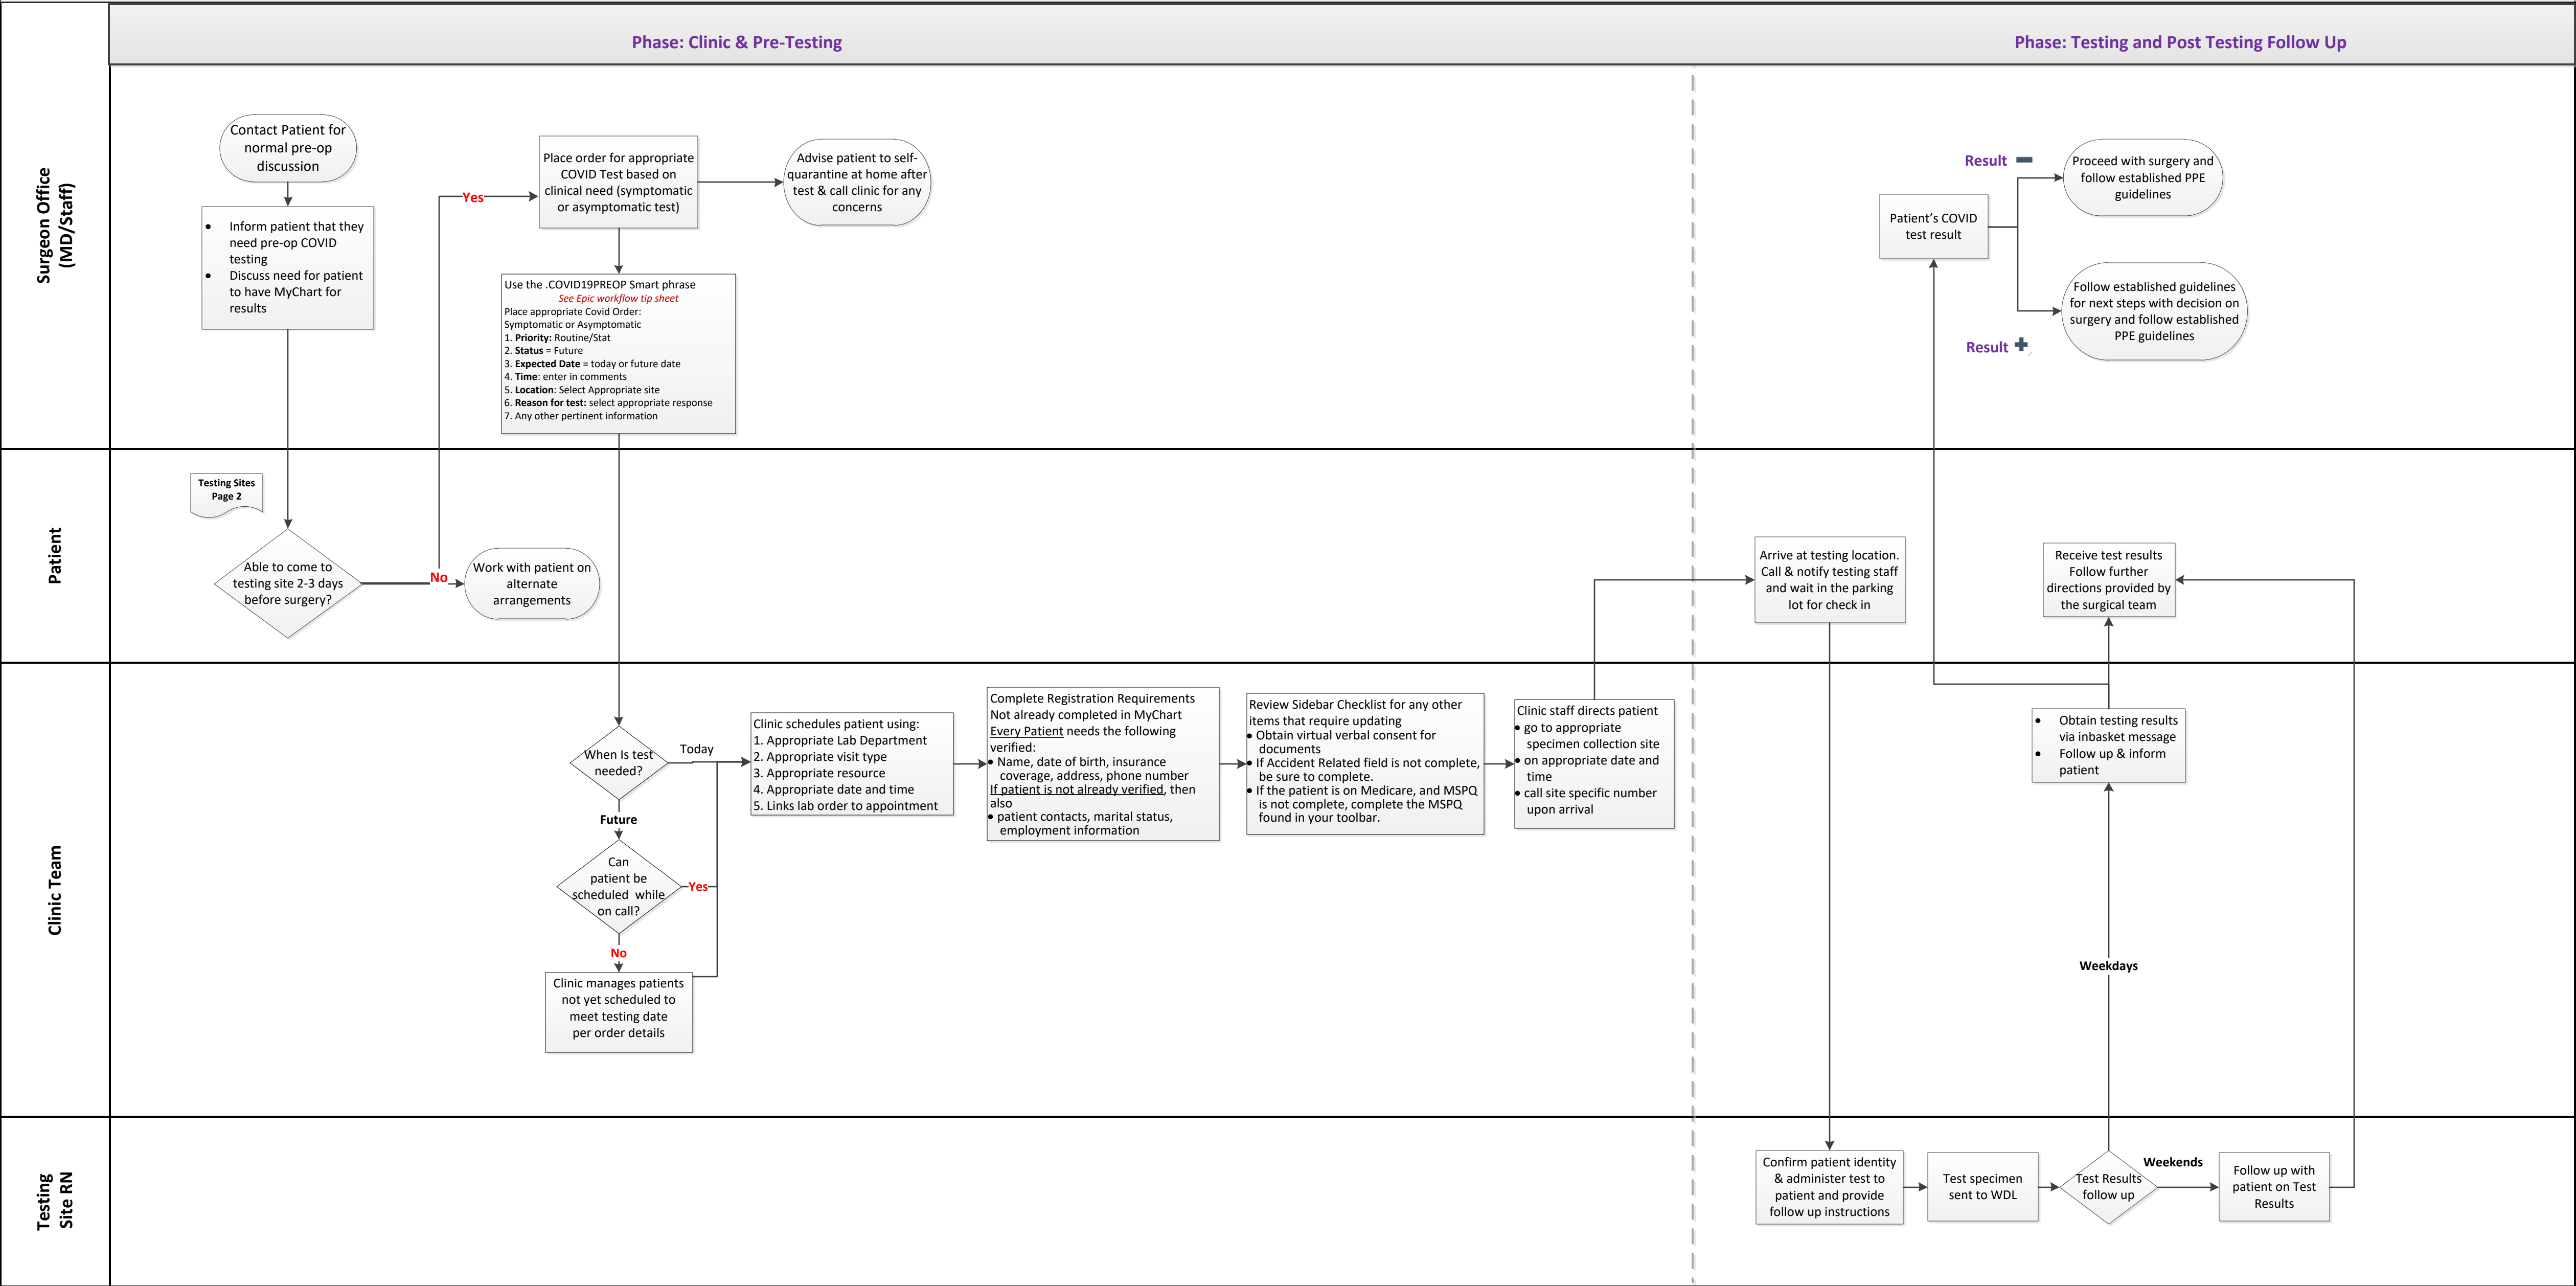 Phase: Clinic & Pre-Testing
Phase: Testing and Post Testing Follow Up
Surgeon Office
(MD/Staff)
Contact Patient for
normal pre-op
discussion
• Inform patient that they
need pre-op COVID
testing
• Discuss need for patient
to have MyChart for
results
Yes
Place order for appropriate
COVID Test based on
clinical need (symptomatic
or asymptomatic test)
Advise patient to self-
quarantine at home after
test & call clinic for any
concerns
Use the .COVID19PREOP Smart phrase
See Epic workflow tip sheet
Place appropriate Covid Order:
Symptomatic or Asymptomatic
1. Priority: Routine/Stat
2. Status = Future
3. Expected Date = today or future date
4. Time: enter in comments
5. Location: Select Appropriate site
6. Reason for test: select appropriate response
7. Any other pertinent information
Patient's COVID
test result
Result −
Proceed with surgery and
follow established PPE
guidelines
Result +
Follow established guidelines
for next steps with decision on
surgery and follow established
PPE guidelines
Patient
Testing Sites
Page 2
Able to come to
testing site 2-3 days
before surgery?
No
Work with patient on
alternate
arrangements
Arrive at testing location.
Call & notify testing staff
and wait in the parking
lot for check in
Receive test results
Follow further
directions provided by
the surgical team
Clinic Team
When Is test
needed?
Today
Future
Can
patient be
scheduled while
on call?
Yes
No
Clinic manages patients
not yet scheduled to
meet testing date
per order details
Clinic schedules patient using:
1. Appropriate Lab Department
2. Appropriate visit type
3. Appropriate resource
4. Appropriate date and time
5. Links lab order to appointment
Complete Registration Requirements
Not already completed in MyChart
Every Patient needs the following
verified:
• Name, date of birth, insurance
coverage, address, phone number
If patient is not already verified, then
also
• patient contacts, marital status,
employment information
Review Sidebar Checklist for any other
items that require updating
• Obtain virtual verbal consent for
documents
• If Accident Related field is not complete,
be sure to complete.
• If the patient is on Medicare, and MSPQ
is not complete, complete the MSPQ
found in your toolbar.
Clinic staff directs patient
• go to appropriate
specimen collection site
• on appropriate date and
time
• call site specific number
upon arrival
• Obtain testing results
via inbasket message
• Follow up & inform
patient
Weekdays
Testing
Site RN
Confirm patient identity
& administer test to
patient and provide
follow up instructions
Test specimen
sent to WDL
Test Results
follow up
Weekends
Follow up with
patient on Test
Results